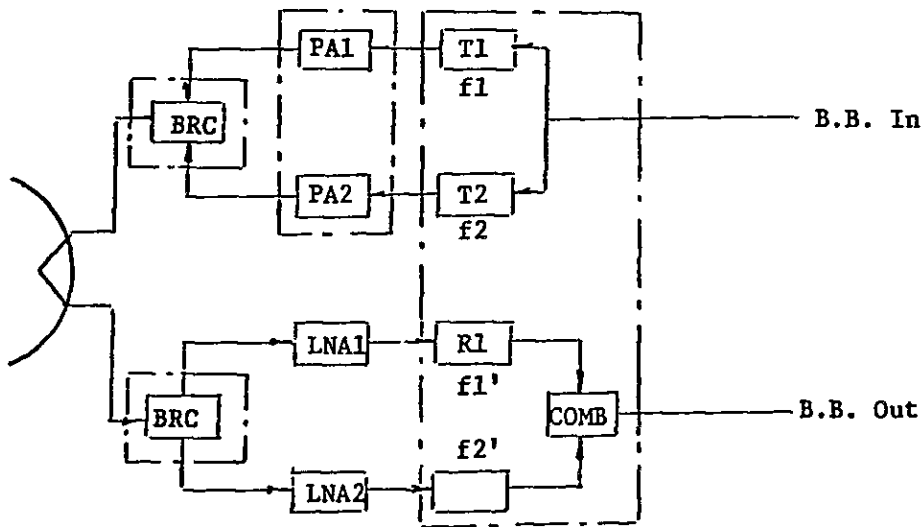 PA1
T1
f1
BRC
B.B. In
PA2
T2
f2
LNA1
R1
f1'
BRC
COMB
B.B. Out
f2'
LNA2